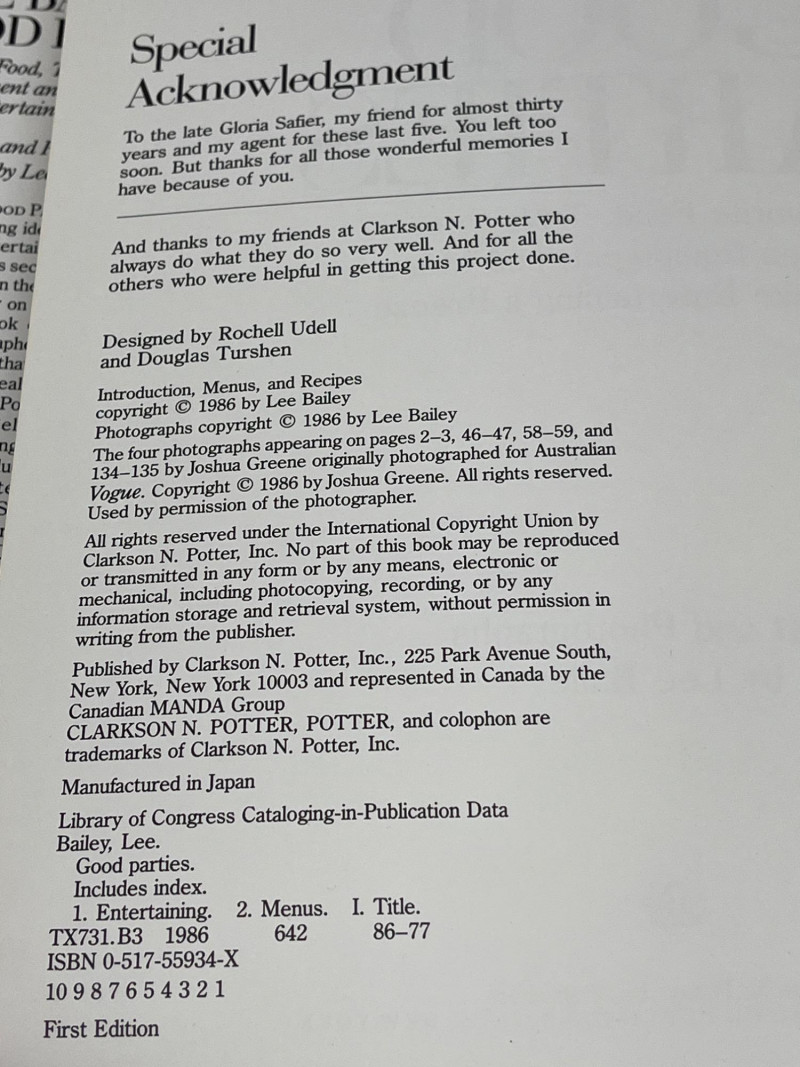 Special
Acknowledgment
To the late Gloria Safier, my friend for almost thirty
years and my agent for these last five. You left too
soon. But thanks for all those wonderful memories I
have because of you.
And thanks to my friends at Clarkson N. Potter who
always do what they do so very well. And for all the
others who were helpful in getting this project done.
Designed by Rochell Udell
and Douglas Turshen
Introduction, Menus, and Recipes
copyright © 1986 by Lee Bailey
Photographs copyright © 1986 by Lee Bailey
The four photographs appearing on pages 2–3, 46–47, 58–59, and
134–135 by Joshua Greene originally photographed for Australian
Vogue. Copyright © 1986 by Joshua Greene. All rights reserved.
Used by permission of the photographer.
All rights reserved under the International Copyright Union by
Clarkson N. Potter, Inc. No part of this book may be reproduced
or transmitted in any form or by any means, electronic or
mechanical, including photocopying, recording, or by any
information storage and retrieval system, without permission in
writing from the publisher.
Published by Clarkson N. Potter, Inc., 225 Park Avenue South,
New York, New York 10003 and represented in Canada by the
Canadian MANDA Group
CLARKSON N. POTTER, POTTER, and colophon are
trademarks of Clarkson N. Potter, Inc.
Manufactured in Japan
Library of Congress Cataloging-in-Publication Data
Bailey, Lee.
Good parties.
Includes index.
1. Entertaining. 2. Menus. I. Title.
TX731.B3 1986 642 86–77
ISBN 0-517-55934-X
10 9 8 7 6 5 4 3 2 1
First Edition